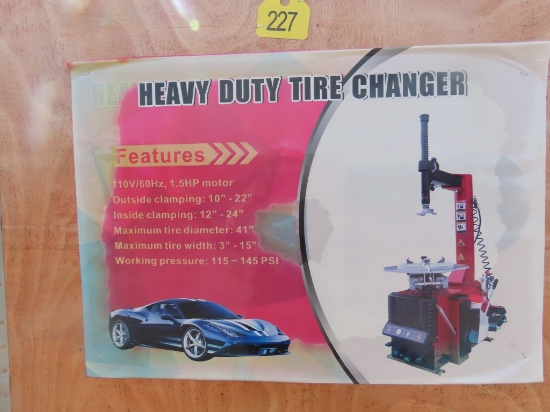 227
HEAVY DUTY TIRE CHANGER
Features
110V/60Hz, 1.5HP motor
Outside clamping: 10" - 22"
Inside clamping: 12" - 24"
Maximum tire diameter: 41"
Maximum tire width: 3" - 15"
Working pressure: 115 ~ 145 PSI